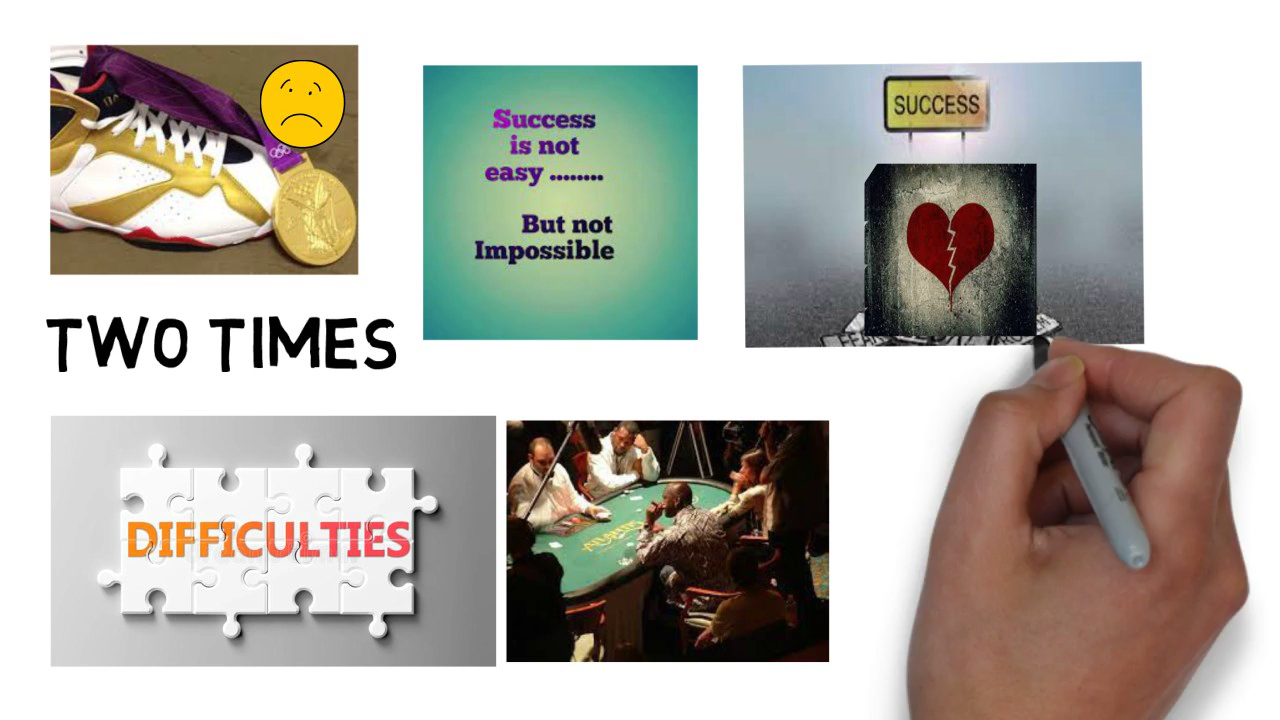 Success
is not
easy ........
But not
Impossible
SUCCESS
TWO TIMES
DIFFICULTIES